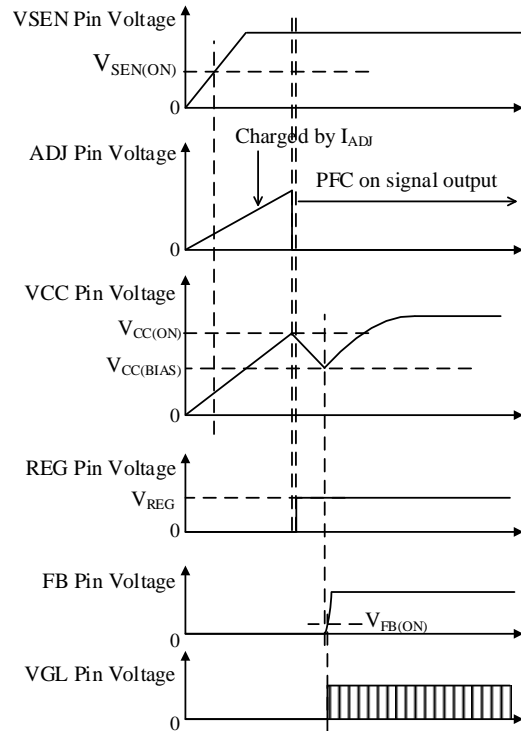 VSEN Pin Voltage
VSEN(ON)
0
Charged by IADJ
ADJ Pin Voltage
PFC on signal output
0
VCC Pin Voltage
VCC(ON)
VCC(BIAS)
0
REG Pin Voltage
VREG
0
FB Pin Voltage
VFB(ON)
0
VGL Pin Voltage
0